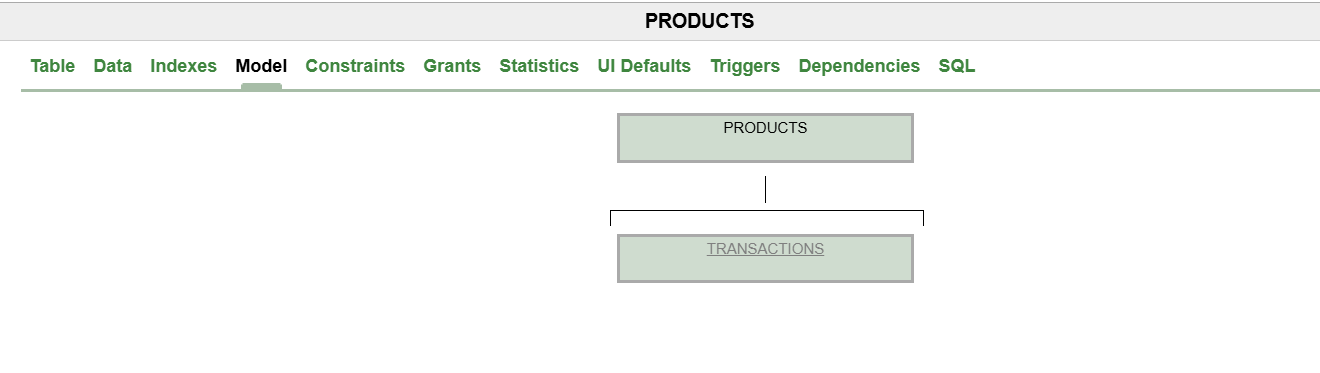 PRODUCTS
Table Data Indexes Model Constraints Grants Statistics UI Defaults Triggers Dependencies SQL
PRODUCTS
TRANSACTIONS